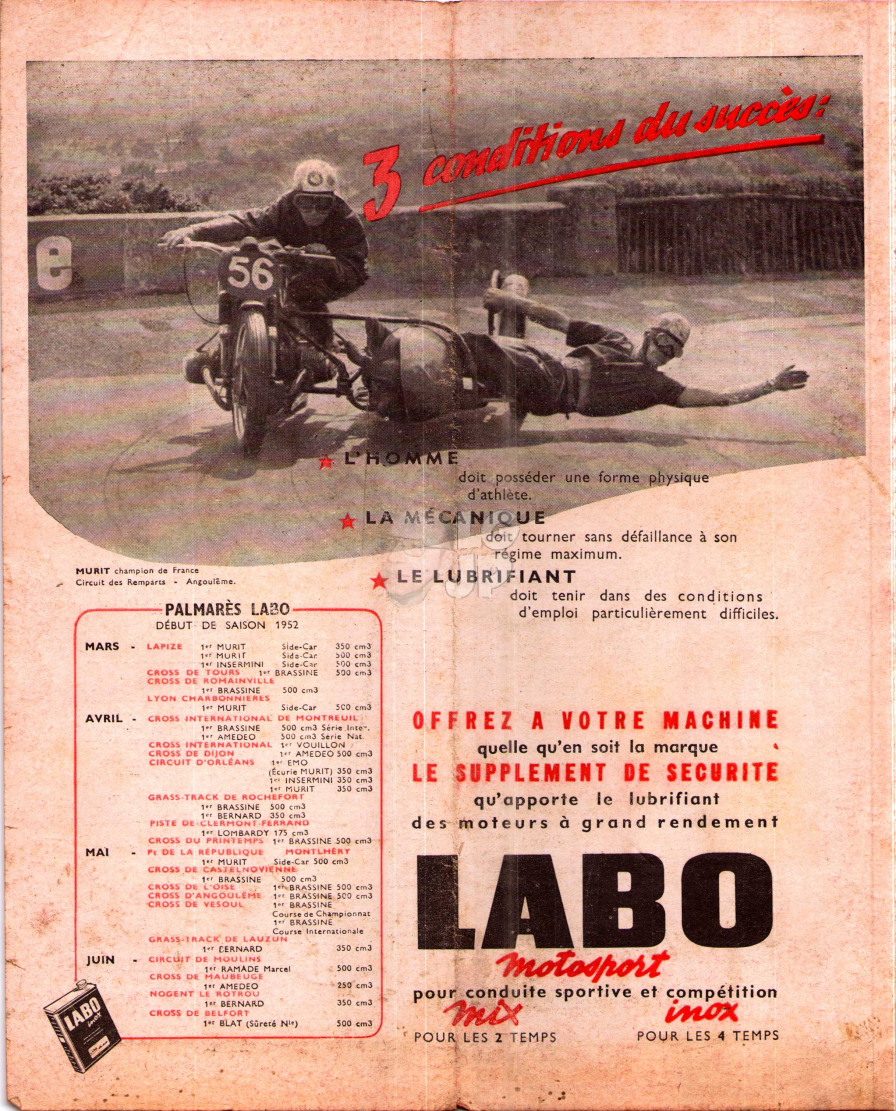 3 conditions du succès:
e
56
★ L'HOMME
doit posséder une forme physique
d'athlète.
★ LA MÉCANIQUE
doit tourner sans défaillance à son
régime maximum.
★ LE LUBRIFIANT
doit tenir dans des conditions
d'emploi particulièrement difficiles.
MURIT champion de France
Circuit des Remparts - Angoulême.
PALMARÈS LABO
DÉBUT DE SAISON 1952
MARS - LAPIZE 1er MURIT Side-Car 350 cm3
1er MURIT Side-Car 500 cm3
1er INSERMINI Side-Car 500 cm3
CROSS DE TOURS 1er BRASSINE 500 cm3
CROSS DE ROMAINVILLE
1er BRASSINE 500 cm3
LYON CHARBONNIERES
1er MURIT Side-Car 500 cm3
AVRIL - CROSS INTERNATIONAL DE MONTREUIL
1er BRASSINE 500 cm3 Série Inter.
1er AMEDEO 500 cm3 Série Nat.
CROSS INTERNATIONAL 1er VOUILLON
CROSS DE DIJON 1er AMEDEO 500 cm3
CIRCUIT D'ORLÉANS 1er EMO
(Écurie MURIT) 350 cm3
1er INSERMINI 350 cm3
1er MURIT 350 cm3
GRASS-TRACK DE ROCHEFORT
1er BRASSINE 500 cm3
1er BERNARD 350 cm3
PISTE DE CLERMONT-FERRAND
1er LOMBARDY 175 cm3
CROSS DU PRINTEMPS 1er BRASSINE 500 cm3
MAI - Px DE LA RÉPUBLIQUE MONTLHÉRY
1er MURIT Side-Car 500 cm3
CROSS DE CASTELNOVIENNE
1er BRASSINE 500 cm3
CROSS DE L'OISE 1er BRASSINE 500 cm3
CROSS D'ANGOULÉME 1er BRASSINE 500 cm3
CROSS DE VESOUL 1er BRASSINE
Course de Championnat
1er BRASSINE
Course Internationale
GRASS-TRACK DE LAUZUN
1er BERNARD 350 cm3
JUIN - CIRCUIT DE MOULINS
1er RAMADE Marcel 500 cm3
CROSS DE MAUBEUGE
1er AMEDEO 250 cm3
NOGENT LE ROTROU
1er BERNARD 350 cm3
CROSS DE BELFORT
1er BLAT (Sûreté Nle) 500 cm3
LABO
OFFREZ A VOTRE MACHINE
quelle qu'en soit la marque
LE SUPPLEMENT DE SECURITE
qu'apporte le lubrifiant
des moteurs à grand rendement
LABO
motosport
pour conduite sportive et compétition
mix inox
POUR LES 2 TEMPS POUR LES 4 TEMPS